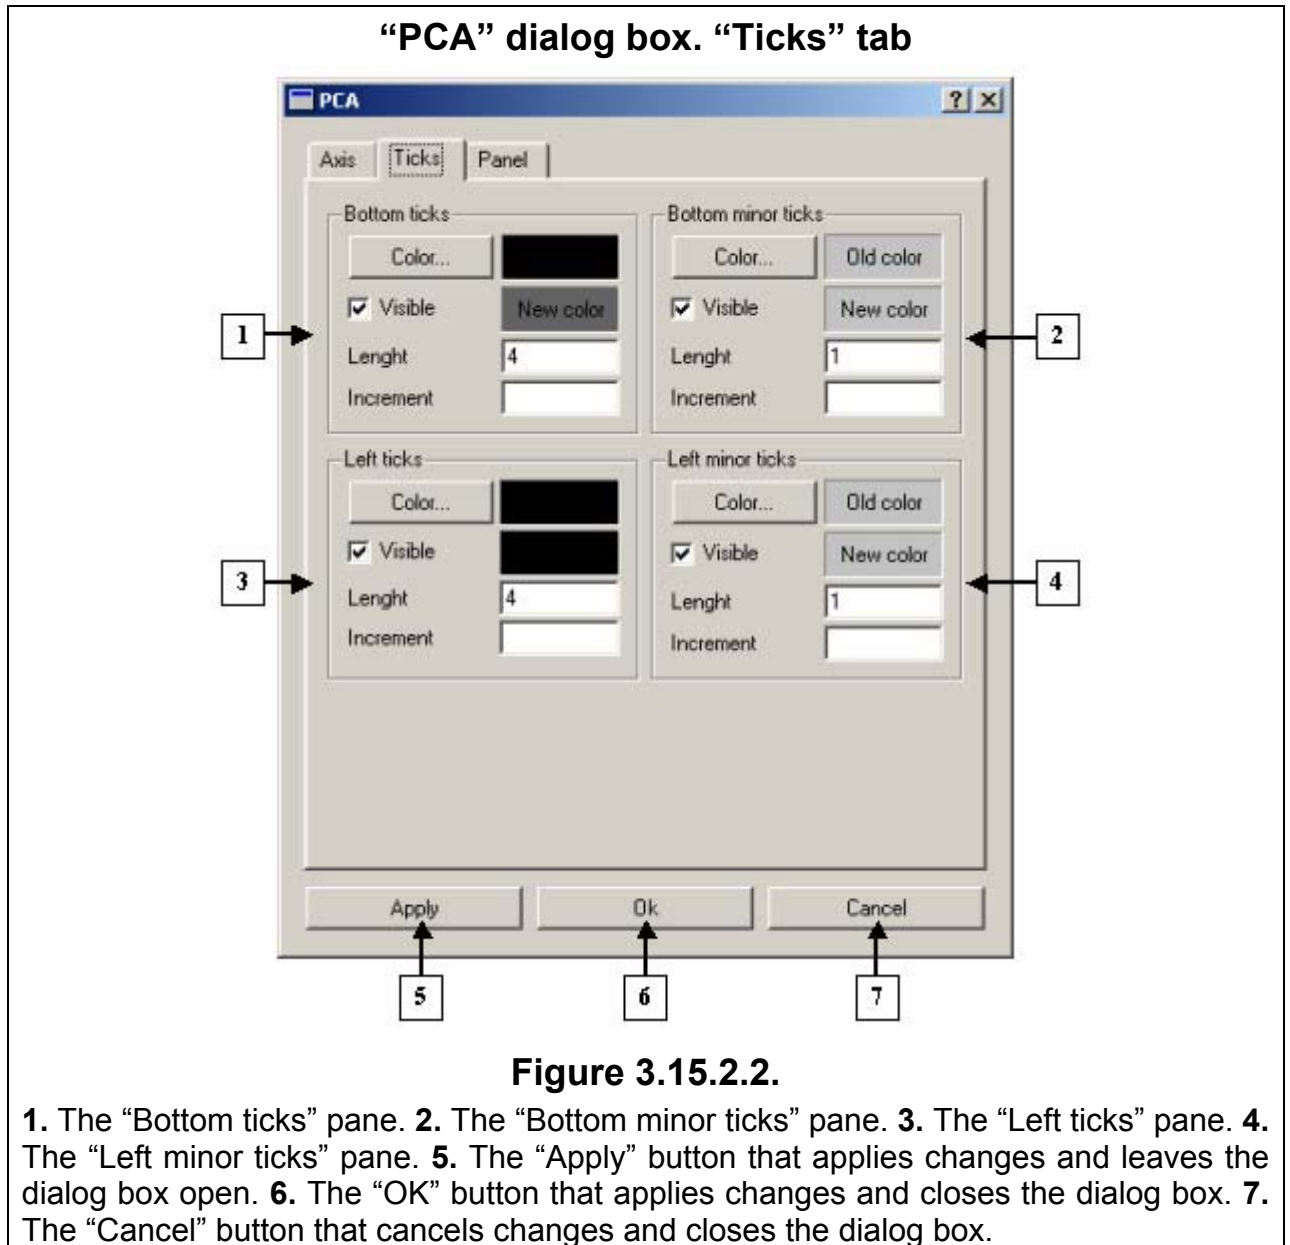 “PCA” dialog box. “Ticks” tab
PCA
Axis Ticks Panel
Bottom ticks
Color...
Visible New color
Lenght 4
Increment
Bottom minor ticks
Color... Old color
Visible New color
Lenght 1
Increment
1
2
Left ticks
Color...
Visible
Lenght 4
Increment
Left minor ticks
Color... Old color
Visible New color
Lenght 1
Increment
3
4
Apply Ok Cancel
5 6 7
Figure 3.15.2.2.
1. The “Bottom ticks” pane. 2. The “Bottom minor ticks” pane. 3. The “Left ticks” pane. 4.
The “Left minor ticks” pane. 5. The “Apply” button that applies changes and leaves the
dialog box open. 6. The “OK” button that applies changes and closes the dialog box. 7.
The “Cancel” button that cancels changes and closes the dialog box.